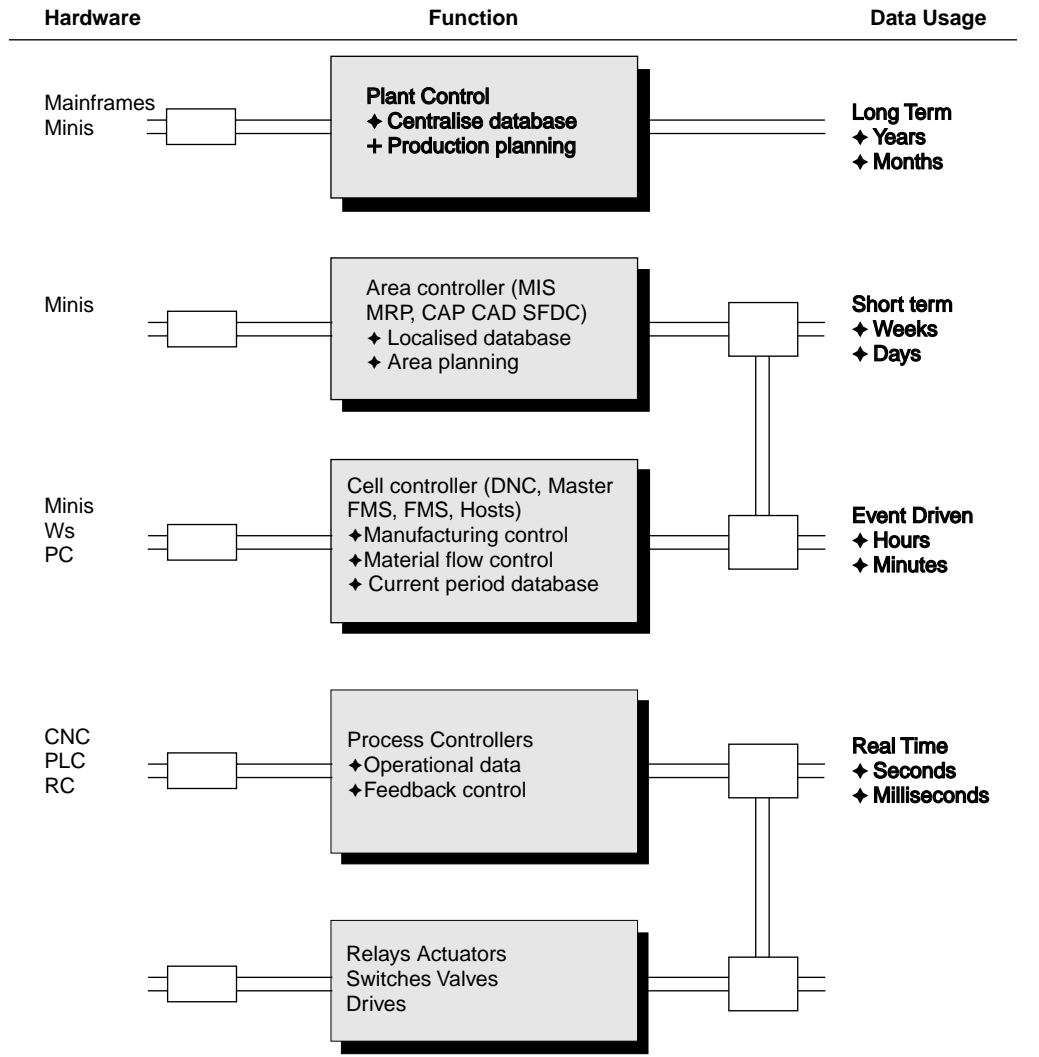 Hardware Function Data Usage
Mainframes
Minis
Plant Control
✦ Centralise database
+ Production planning
Long Term
✦ Years
✦ Months
Minis
Area controller (MIS
MRP, CAP CAD SFDC)
✦ Localised database
✦ Area planning
Short term
✦ Weeks
✦ Days
Minis
Ws
PC
Cell controller (DNC, Master
FMS, FMS, Hosts)
✦Manufacturing control
✦Material flow control
✦ Current period database
Event Driven
✦ Hours
✦ Minutes
CNC
PLC
RC
Process Controllers
✦Operational data
✦Feedback control
Real Time
✦ Seconds
✦ Milliseconds
Relays Actuators
Switches Valves
Drives